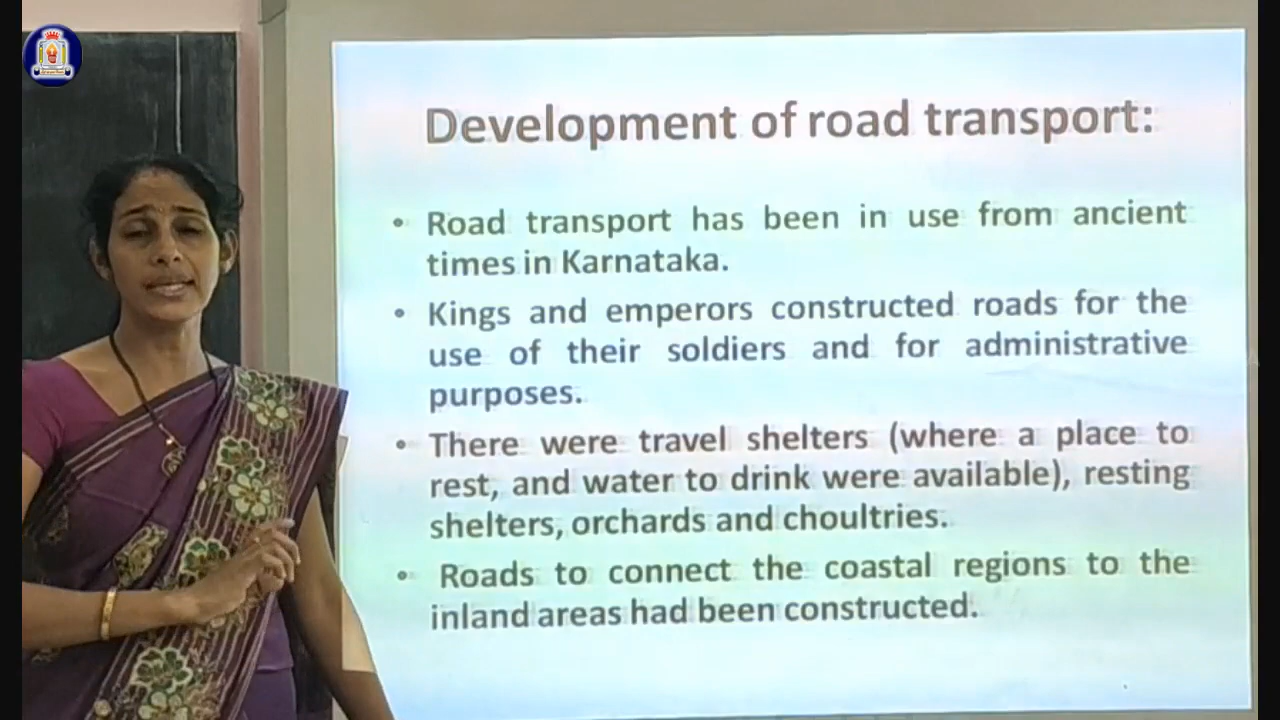 Development of road transport:
• Road transport has been in use from ancient
times in Karnataka.
• Kings and emperors constructed roads for the
use of their soldiers and for administrative
purposes.
• There were travel shelters (where a place to
rest, and water to drink were available), resting
shelters, orchards and choultries.
• Roads to connect the coastal regions to the
inland areas had been constructed.